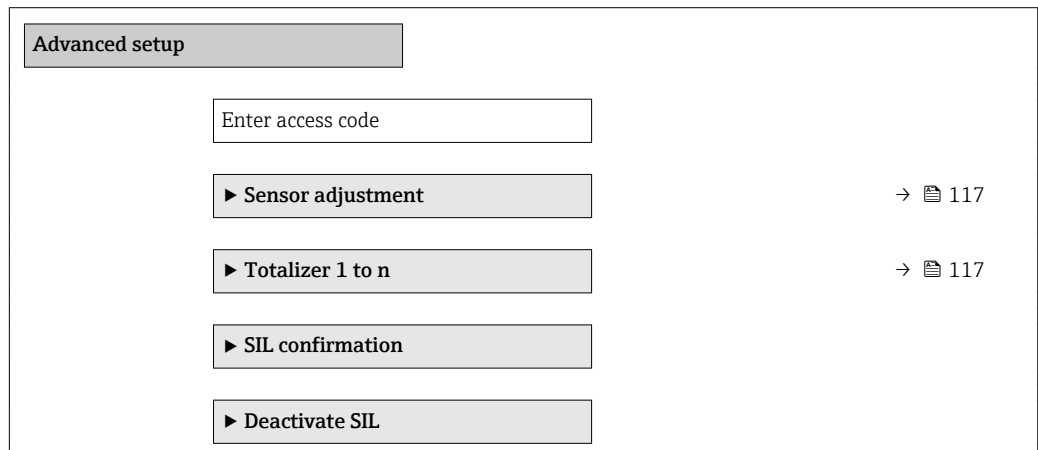 Advanced setup
Enter access code
▶ Sensor adjustment → 🖹 117
▶ Totalizer 1 to n → 🖹 117
▶ SIL confirmation
▶ Deactivate SIL